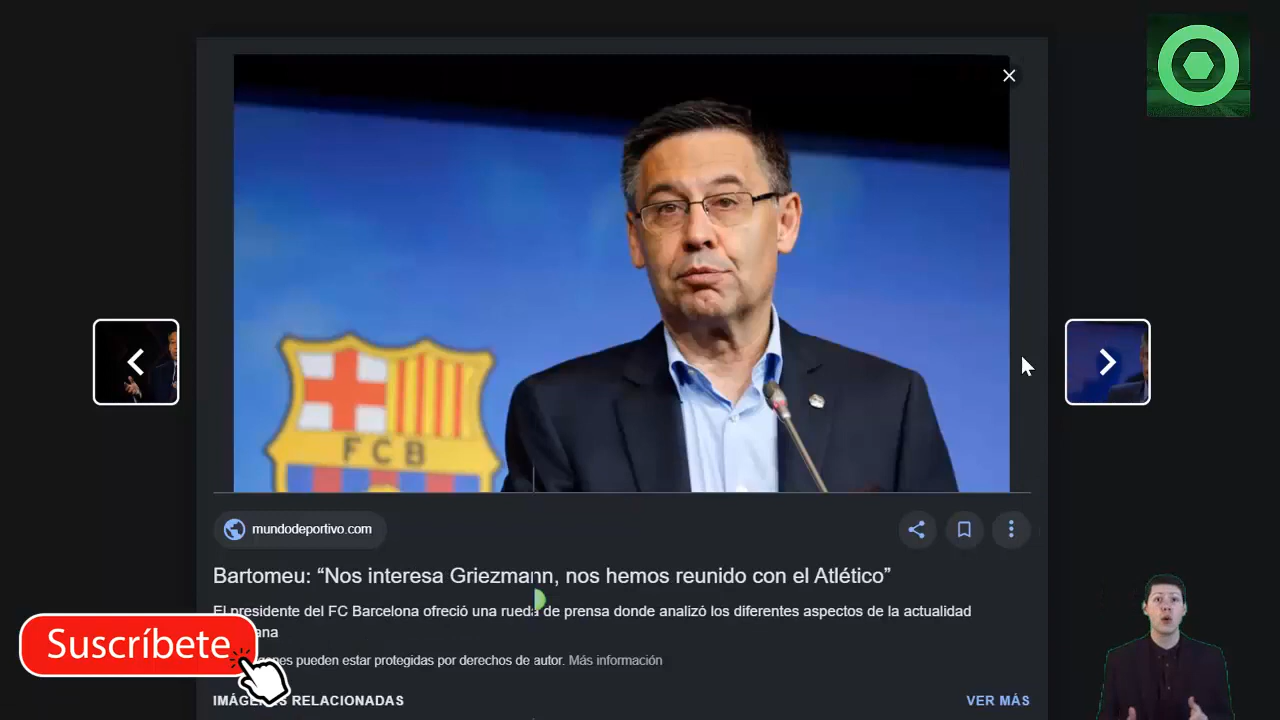 FCB
mundodeportivo.com
Bartomeu: “Nos interesa Griezmann, nos hemos reunido con el Atlético”
El presidente del FC Barcelona ofreció una rueda de prensa donde analizó los diferentes aspectos de la actualidad
Suscríbete
pueden estar protegidas por derechos de autor. Más información
IMÁGENES RELACIONADAS
VER MÁS